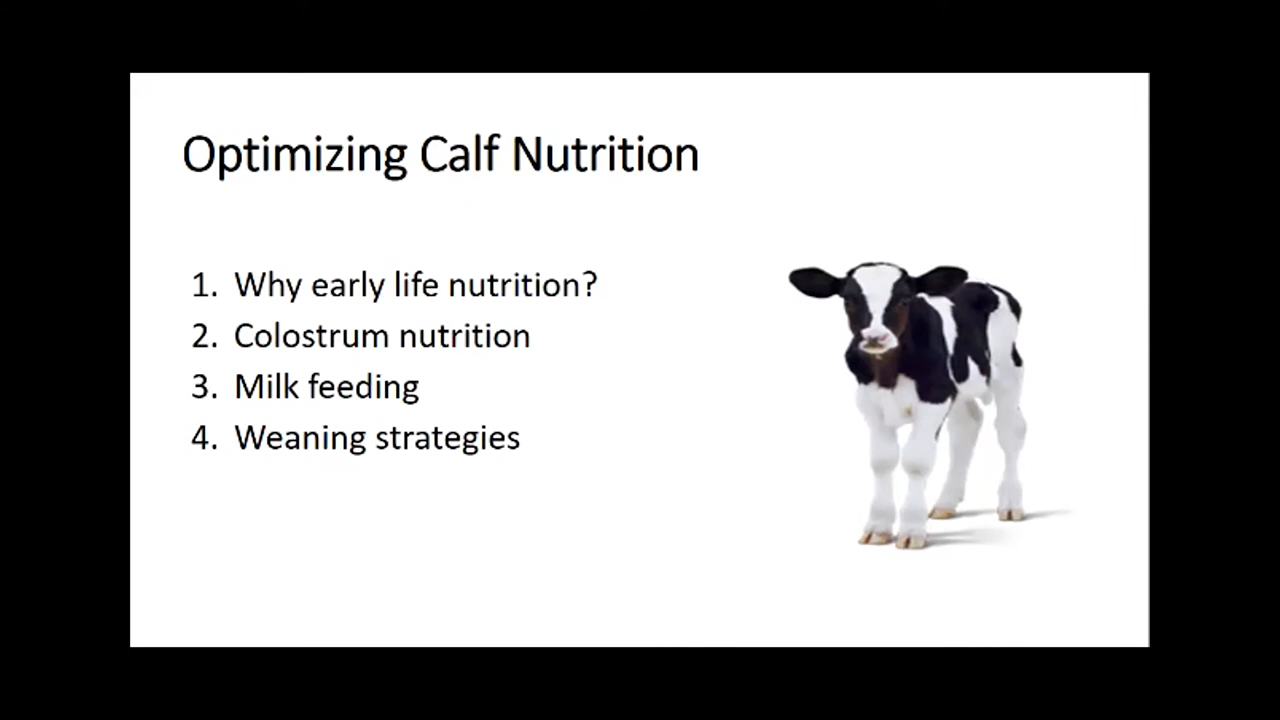 Optimizing Calf Nutrition
1. Why early life nutrition?
2. Colostrum nutrition
3. Milk feeding
4. Weaning strategies